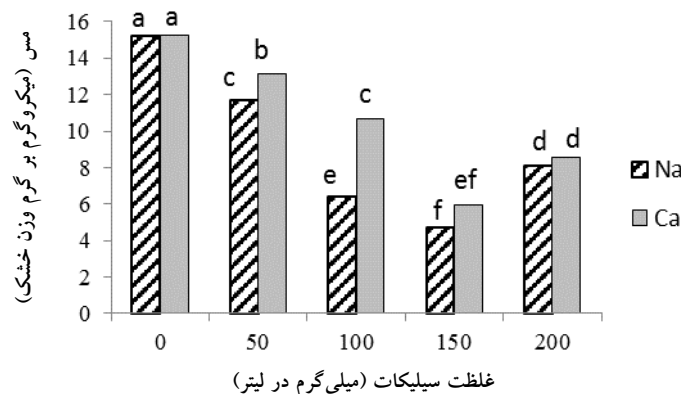 مس (میکروگرم بر گرم وزن خشک)
16
14
12
10
8
6
4
2
0
a a
c b
e c
f ef
d d
0 50 100 150 200
غلظت سیلیکات (میلی‌گرم در لیتر)
Na
Ca